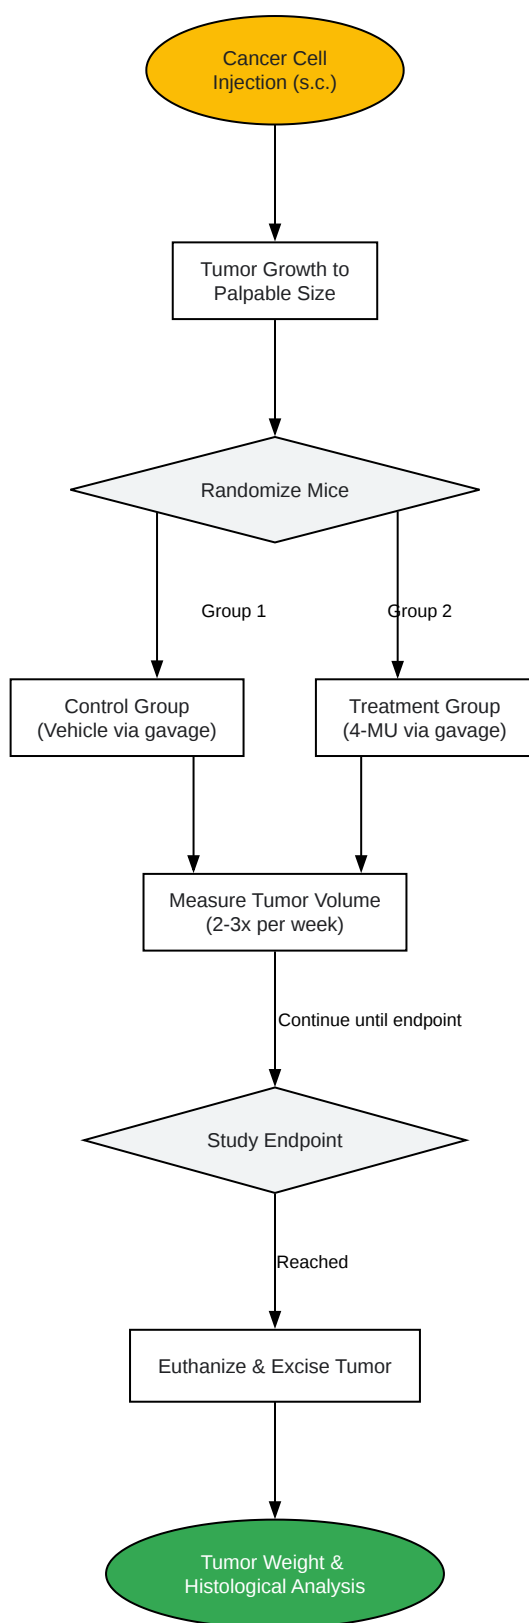 Cancer Cell
Injection (s.c.)
Tumor Growth to
Palpable Size
Randomize Mice
Group 1
Group 2
Control Group
(Vehicle via gavage)
Treatment Group
(4-MU via gavage)
Measure Tumor Volume
(2-3x per week)
Continue until endpoint
Study Endpoint
Reached
Euthanize & Excise Tumor
Tumor Weight &
Histological Analysis